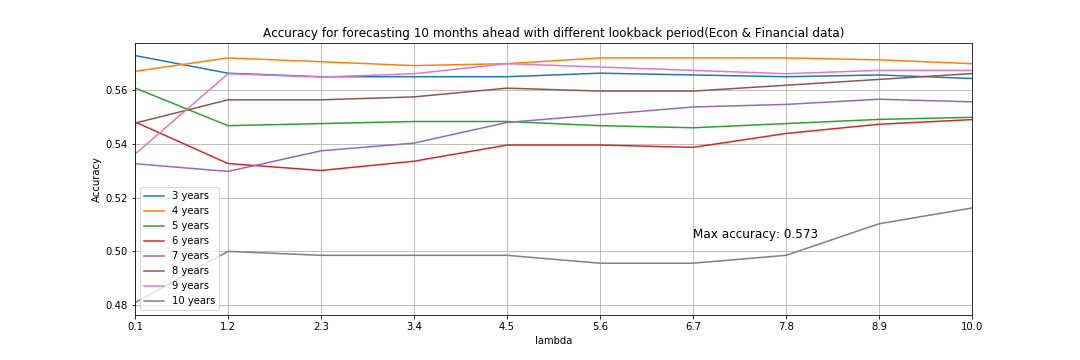 Accuracy for forecasting 10 months ahead with different lookback period(Econ & Financial data)
Accuracy
0.56
0.54
0.52
0.50
0.48
3 years
4 years
5 years
6 years
7 years
8 years
9 years
10 years
Max accuracy: 0.573
0.1 1.2 2.3 3.4 4.5 5.6 6.7 7.8 8.9 10.0
lambda